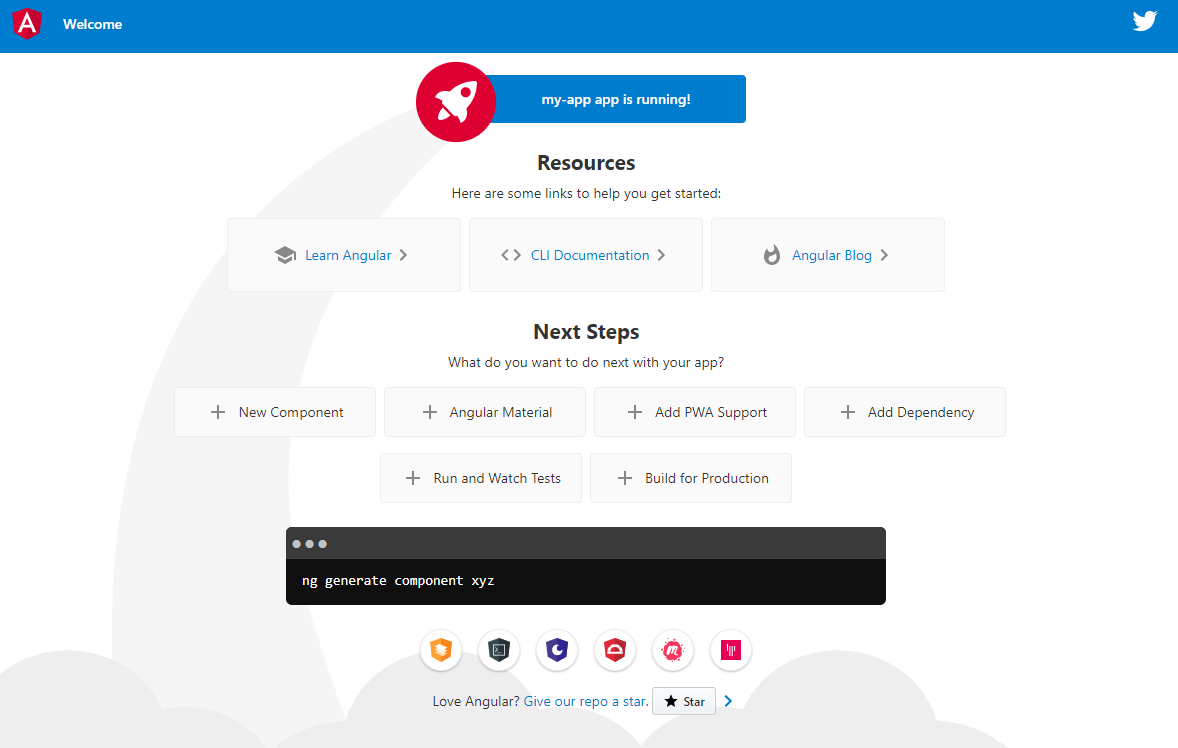 Welcome
my-app app is running!
Resources
Here are some links to help you get started:
Learn Angular
CLI Documentation
Angular Blog
Next Steps
What do you want to do next with your app?
New Component
Angular Material
Add PWA Support
Add Dependency
Run and Watch Tests
Build for Production
ng generate component xyz
Love Angular? Give our repo a star. Star